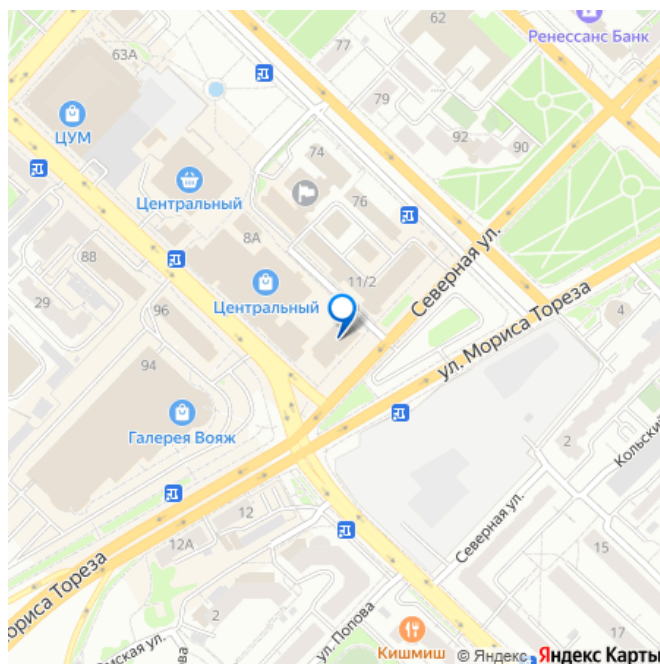 62
Ренессанс Банк
77
63А
79
ЦУМ
92
90
74
76
Центральный
8А
11/2
Северная ул.
88
Центральный
29
96
ул. Мориса Тореза
4
94
Галерея Вояж
2
Кольский
12
12А
Северная ул.
15
Мориса Тореза
2
ул. Попова
17
мская ул.
Кишмиш
© Яндекс
Яндекс Карты